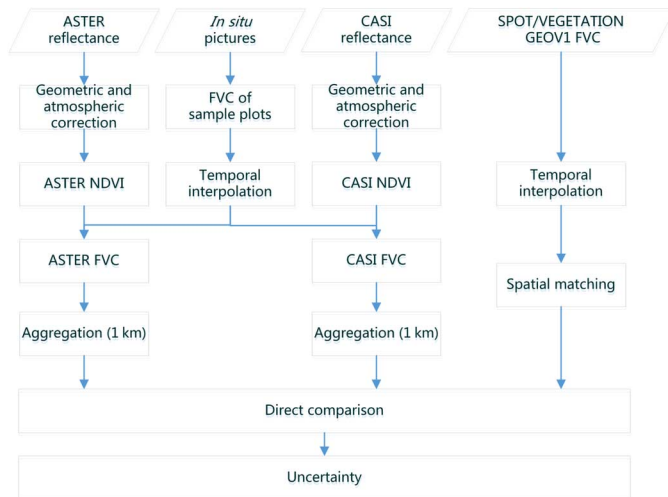 ASTER
reflectance
In situ
pictures
CASI
reflectance
SPOT/VEGETATION
GEOV1 FVC
Geometric and
atmospheric
correction
FVC of
sample plots
Geometric and
atmospheric
correction
ASTER NDVI
Temporal
interpolation
CASI NDVI
Temporal
interpolation
ASTER FVC
CASI FVC
Spatial matching
Aggregation (1 km)
Aggregation (1 km)
Direct comparison
Uncertainty